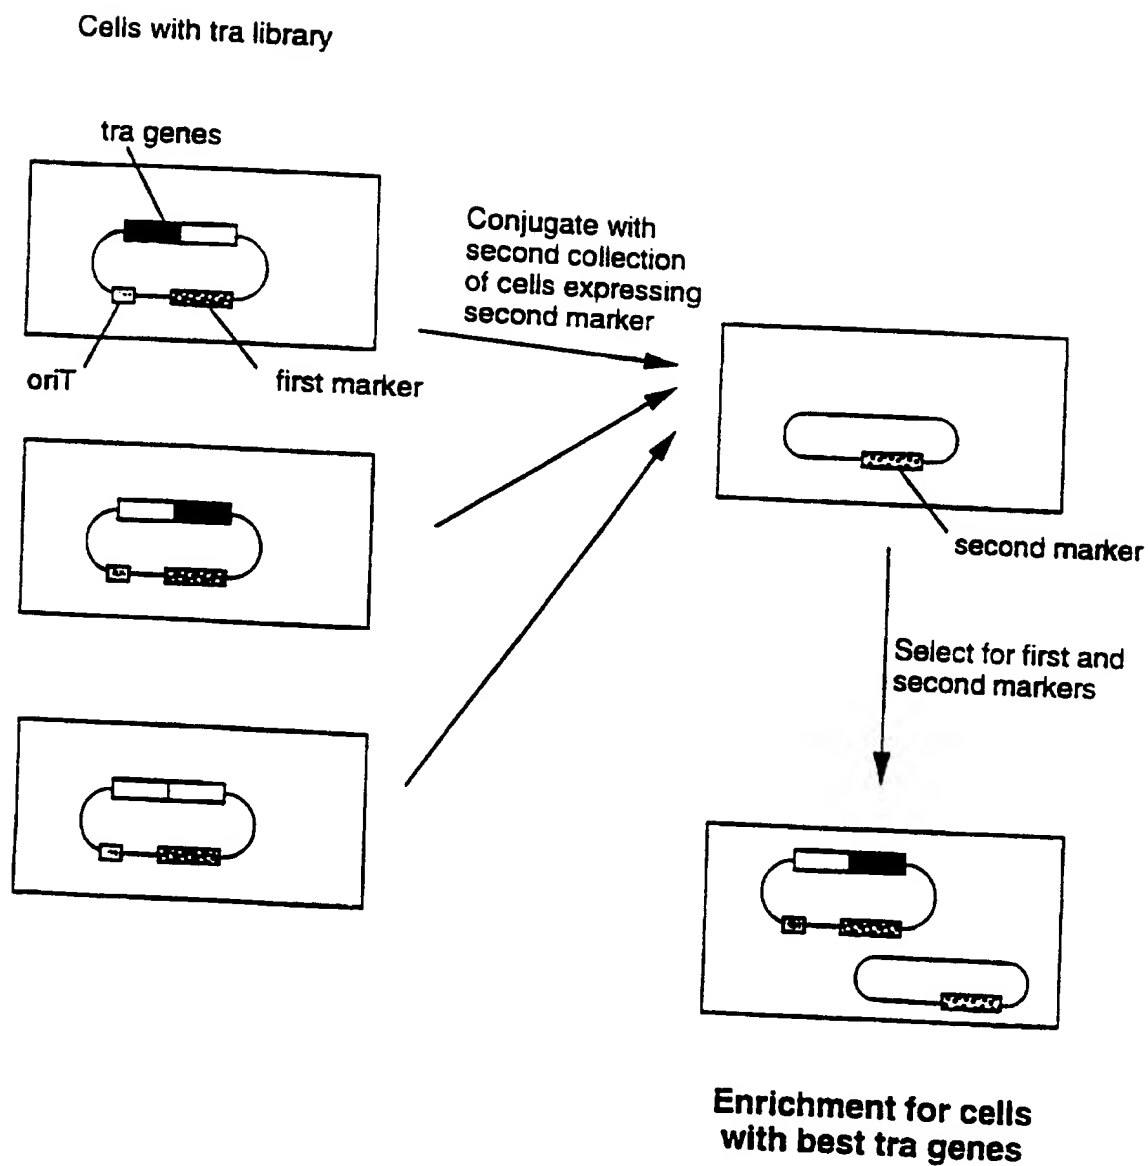 Cells with tra library
tra genes
Conjugate with
second collection
of cells expressing
second marker
oriT
first marker
second marker
Select for first and
second markers
Enrichment for cells
with best tra genes